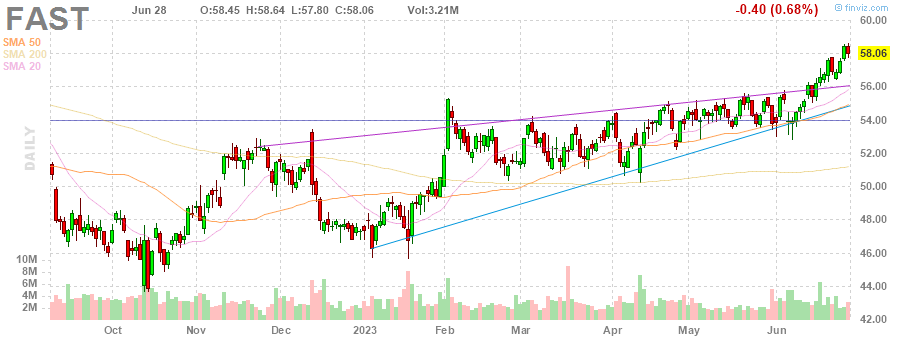 FAST Jun 28 O:58.45 H:58.64 L:57.80 C:58.06 Vol:3.21M -0.40 (0.68%) © finviz.com
SMA 50
SMA 200
SMA 20
DAILY
60.00
58.06
56.00
54.00
52.00
50.00
48.00
46.00
44.00
42.00
10M
8M
6M
4M
2M
Oct Nov Dec 2023 Feb Mar Apr May Jun